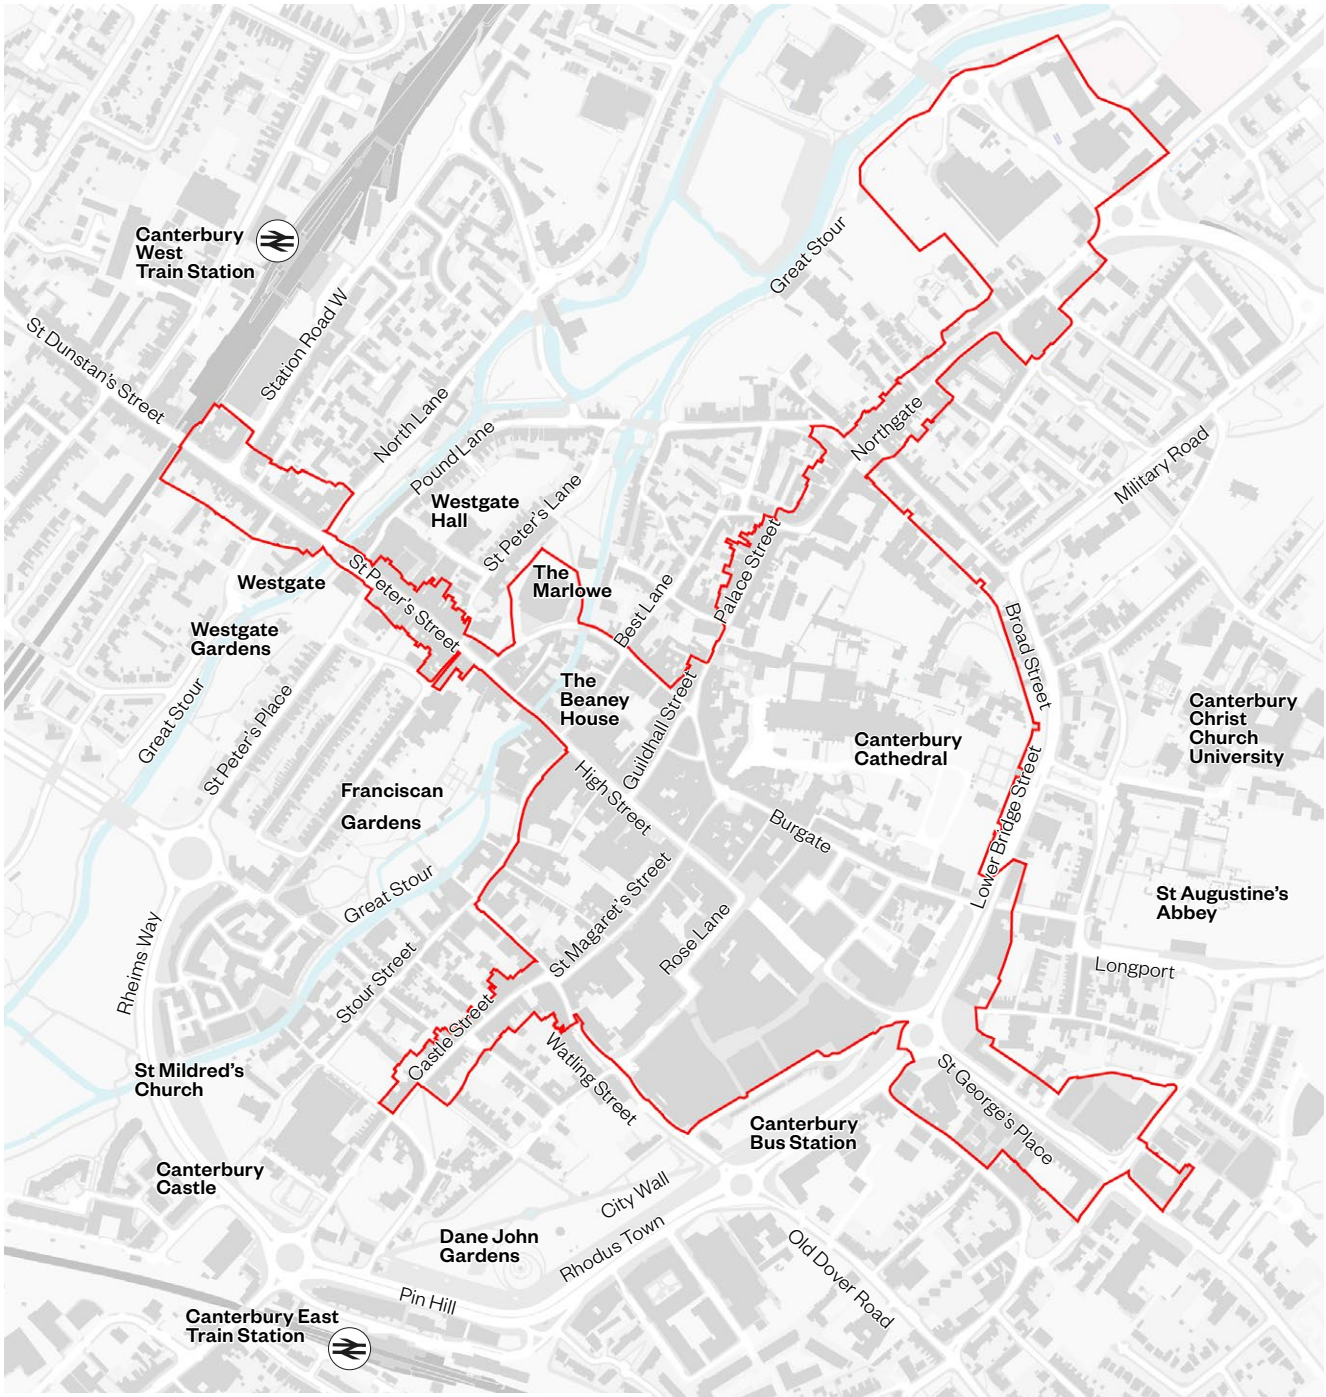 Canterbury
West
Train Station
St Dunstan's Street
Station Road W
North Lane
Pound Lane
Westgate
Hall
St Peter's Lane
Great Stour
Northgate
Military Road
Westgate
St Peter's Street
The
Marlowe
Best Lane
Palace Street
Westgate
Gardens
Broad Street
Great Stour
St Peter's Place
The
Beaney
House
Guildhall Street
Canterbury
Cathedral
Canterbury
Christ
Church
University
Franciscan
Gardens
High Street
Burgate
Lower Bridge Street
Great Stour
St Magaret's Street
Rose Lane
St Augustine's
Abbey
Longport
Rheims Way
Stour Street
Castle Street
Watling Street
St Mildred's
Church
St George's Place
Canterbury
Bus Station
Canterbury
Castle
City Wall
Dane John
Gardens
Rhodus Town
Old Dover Road
Pin Hill
Canterbury East
Train Station